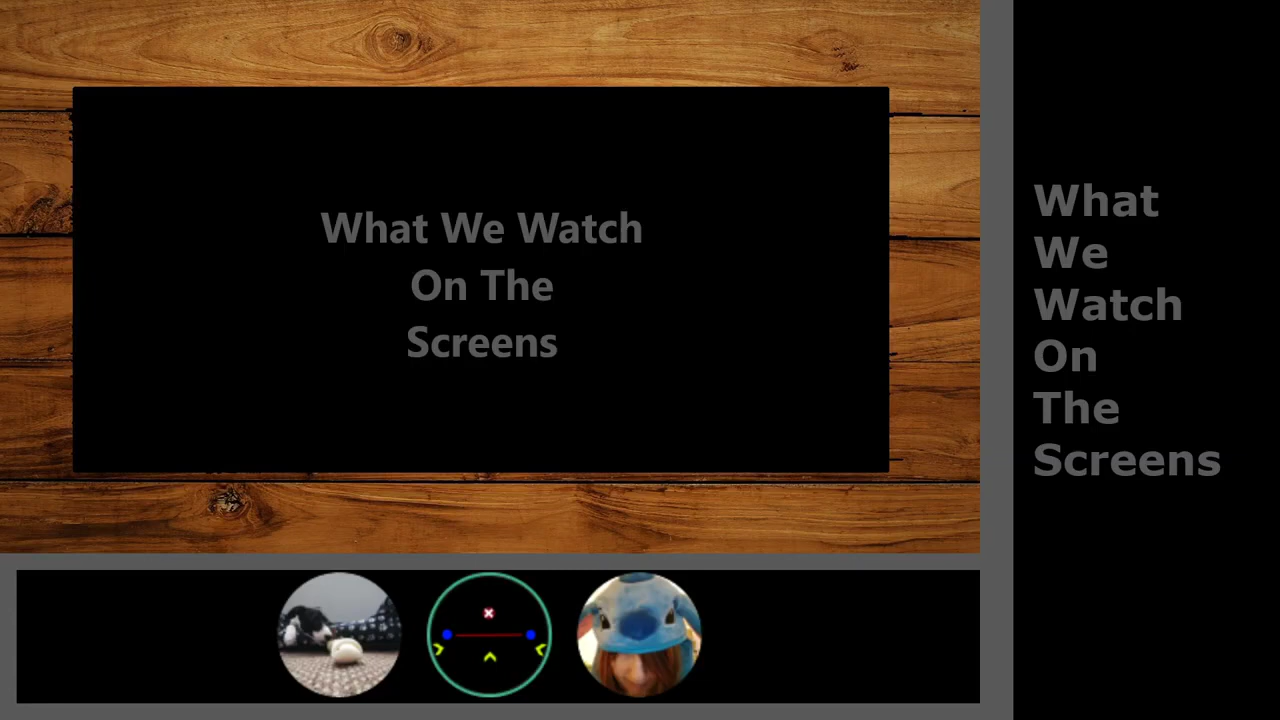 What We Watch
On The
Screens
What
We
Watch
On
The
Screens